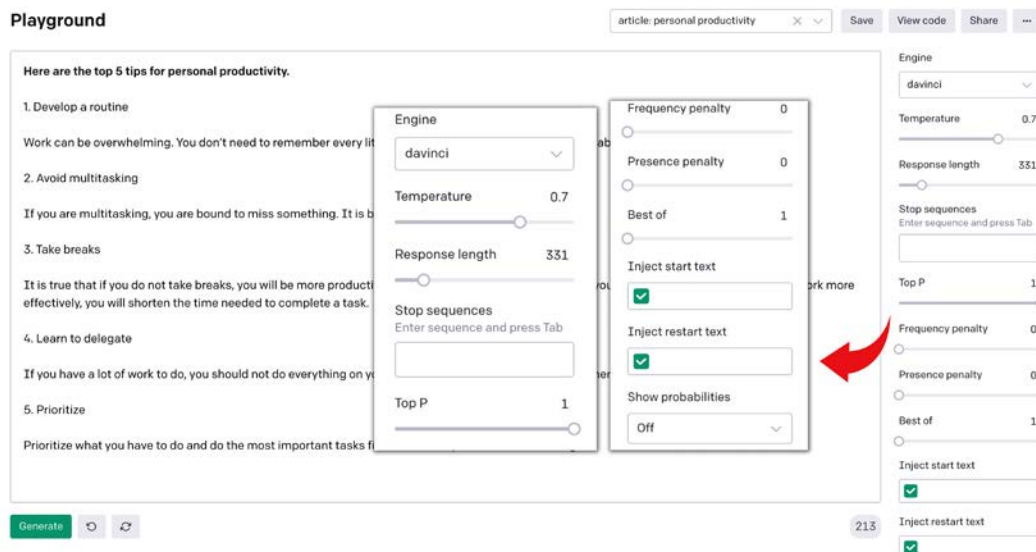 Playground
article: personal productivity
Save
View code
Share
Here are the top 5 tips for personal productivity.
1. Develop a routine
Work can be overwhelming. You don't need to remember every
2. Avoid multitasking
If you are multitasking, you are bound to miss something. It is
3. Take breaks
It is true that if you do not take breaks, you will be more
effectively, you will shorten the time needed to complete a task.
4. Learn to delegate
If you have a lot of work to do, you should not do everything on
5. Prioritize
Prioritize what you have to do and do the most important tasks
more
Engine
davinci
Temperature 0.7
Response length 331
Stop sequences
Enter sequence and press Tab
Top P 1
Frequency penalty 0
Presence penalty 0
Best of 1
Inject start text
Inject restart text
Show probabilities
Off
Engine
davinci
Temperature 0.7
Response length 331
Stop sequences
Enter sequence and press Tab
Top P 1
Frequency penalty 0
Presence penalty 0
Best of 1
Inject start text
Inject restart text
Generate
213